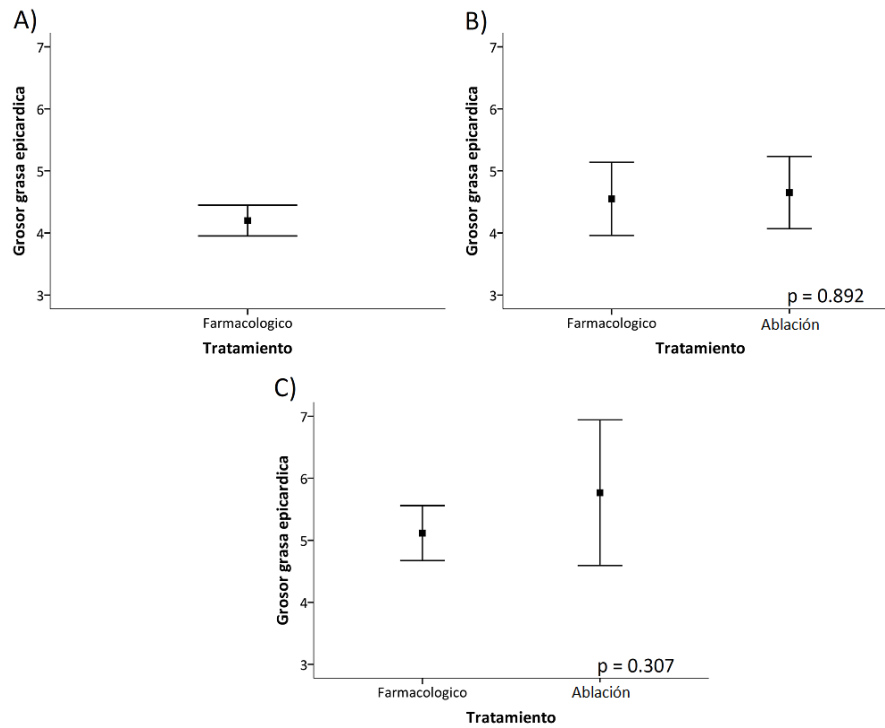 A)
Grosor grasa epicardica
7
6
5
4
3
Farmacologico
Tratamiento
B)
Grosor grasa epicardica
7
6
5
4
3
p = 0.892
Farmacologico
Ablación
Tratamiento
C)
Grosor grasa epicardica
7
6
5
4
3
p = 0.307
Farmacologico
Ablación
Tratamiento